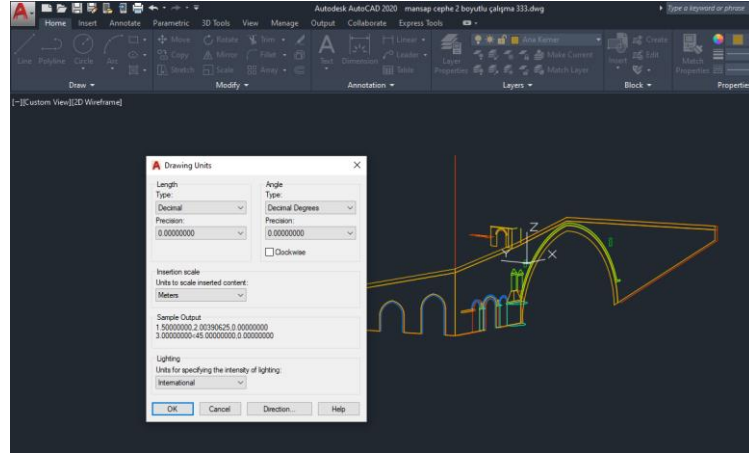 Autodesk AutoCAD 2020 mansap cephe 2 boyutlu çalışma 333.dwg
Type a keyword or phrase
Home Insert Annotate Parametric 3D Tools View Manage Output Collaborate Express Tools
Move Rotate Trim Linear Ana Kemer Create
Copy Mirror Fillet Leader Make Current Edit
Line Polyline Circle Arc Stretch Scale Array Text Dimension Table Layer Properties Match Layer Insert Match Properties
Draw Modify Annotation Layers Block Properties
[-][Custom View][2D Wireframe]
Drawing Units
Length Angle
Type: Type:
Decimal Decimal Degrees
Precision: Precision:
0.00000000 0.00000000
Clockwise
Insertion scale
Units to scale inserted content:
Meters
Sample Output
1.50000000,2.00390625,0.00000000
3.00000000<45.00000000,0.00000000
Lighting
Units for specifying the intensity of lighting:
International
OK Cancel Direction... Help
Z
Y
X